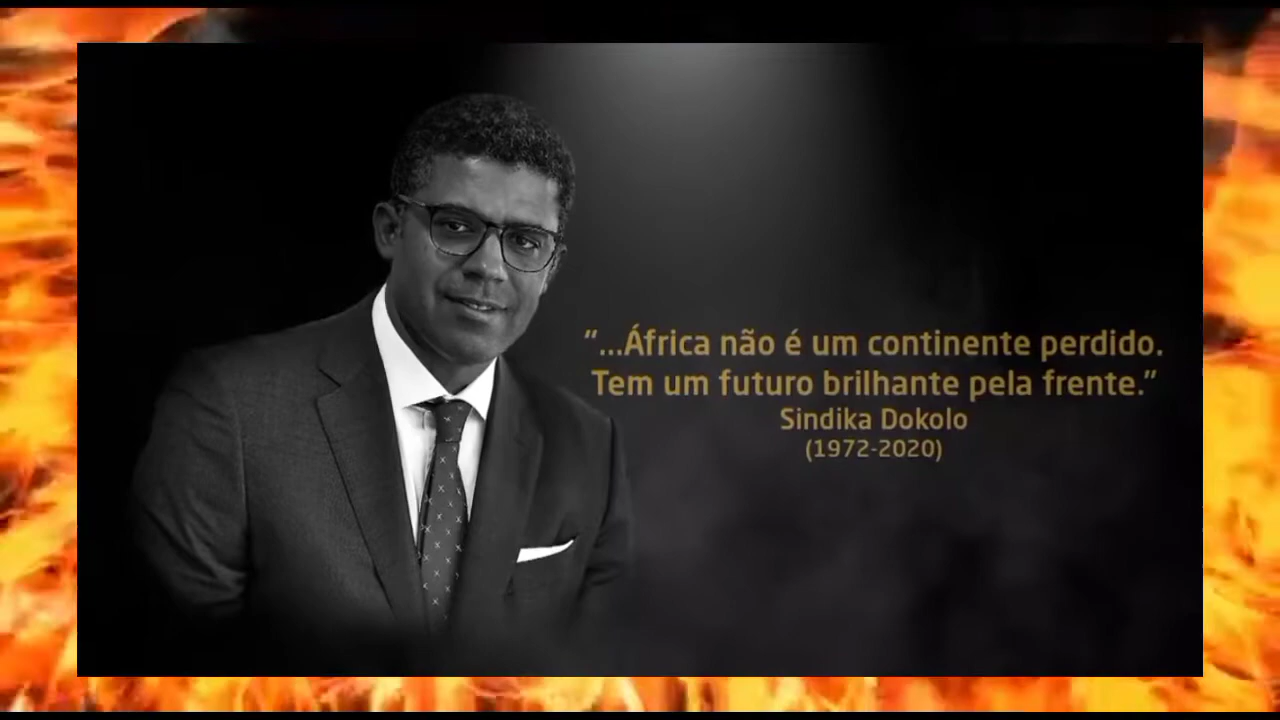 “...África não é um continente perdido.
Tem um futuro brilhante pela frente.”
Sindika Dokolo
(1972-2020)